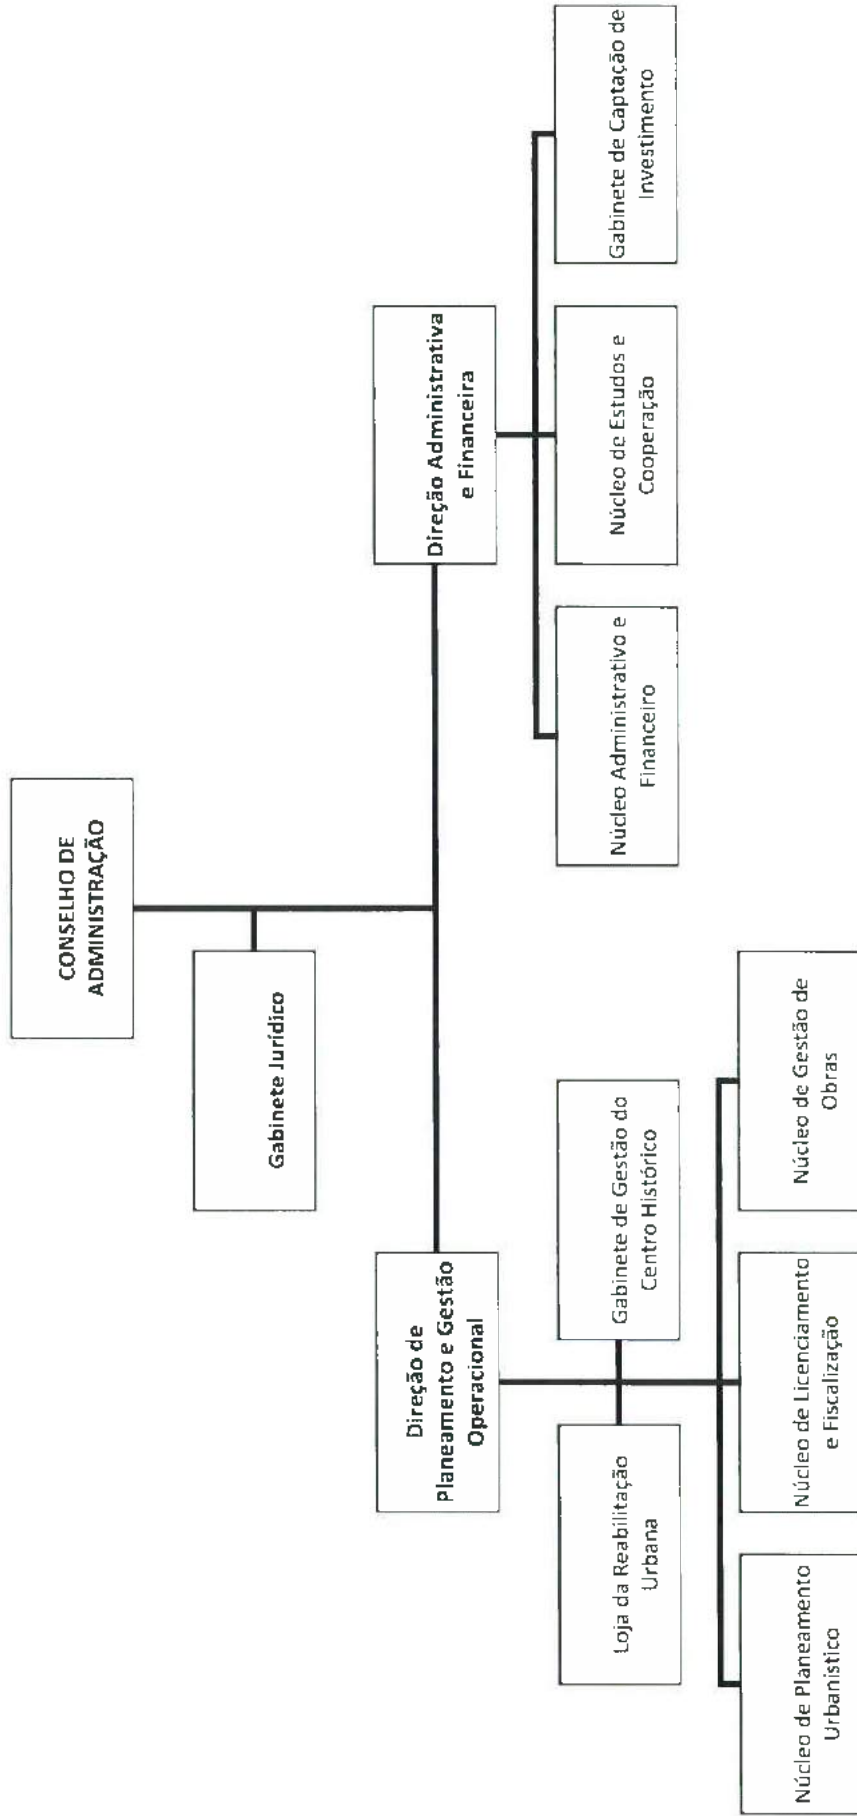 CONSELHO DE
ADMINISTRAÇÃO
Gabinete Jurídico
Direção de
Planeamento e Gestão
Operacional
Direção Administrativa
e Financeira
Loja da Reabilitação
Urbana
Gabinete de Gestão do
Centro Histórico
Núcleo Administrativo e
Financeiro
Núcleo de Estudos e
Cooperação
Gabinete de Captação de
Investimento
Núcleo de Planeamento
Urbanístico
Núcleo de Licenciamento
e Fiscalização
Núcleo de Gestão de
Obras